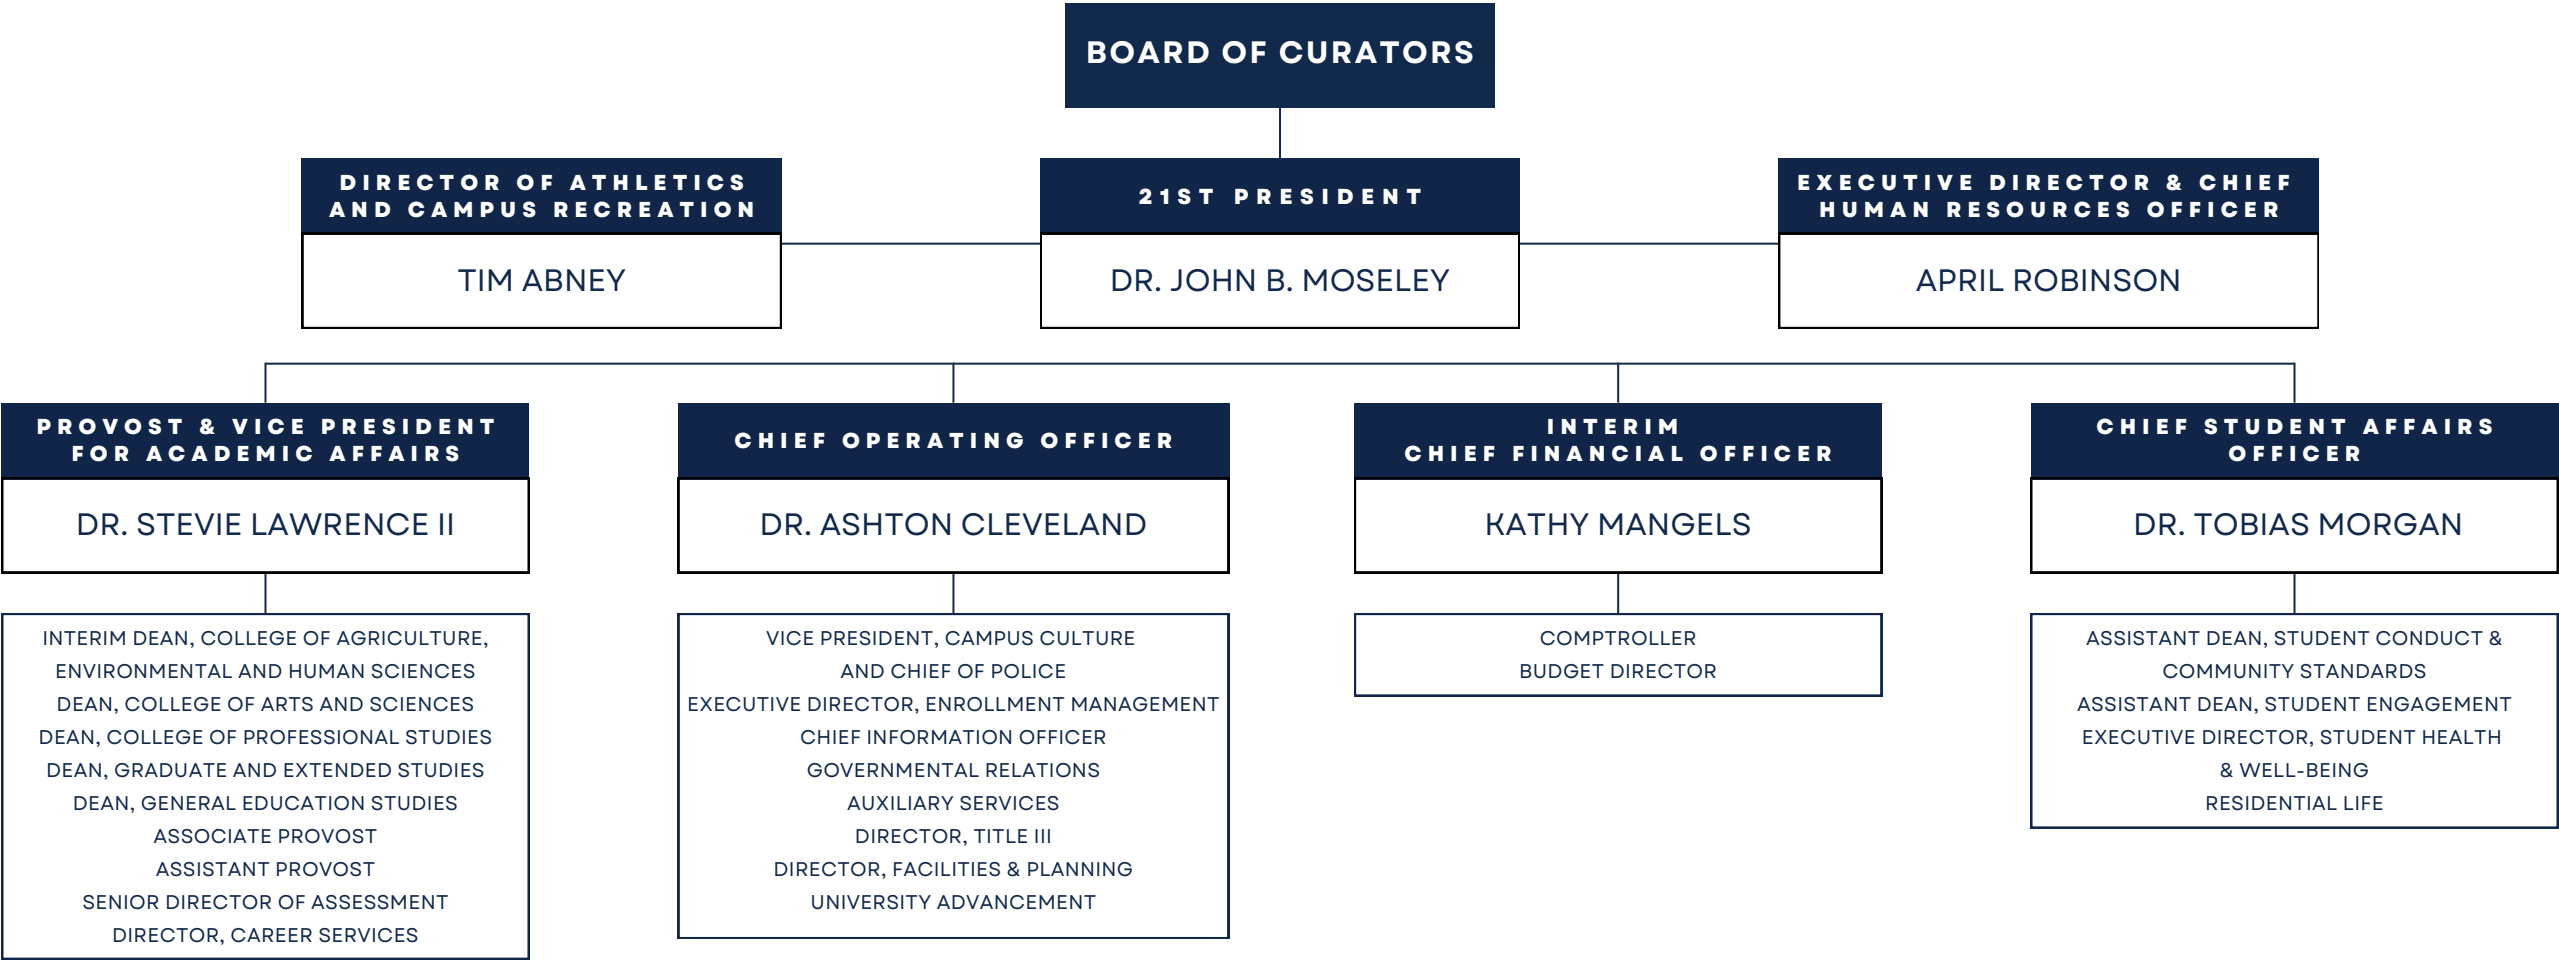 BOARD OF CURATORS
DIRECTOR OF ATHLETICS
AND CAMPUS RECREATION
TIM ABNEY
21ST PRESIDENT
DR. JOHN B. MOSELEY
EXECUTIVE DIRECTOR & CHIEF
HUMAN RESOURCES OFFICER
APRIL ROBINSON
PROVOST & VICE PRESIDENT
FOR ACADEMIC AFFAIRS
DR. STEVIE LAWRENCE II
INTERIM DEAN, COLLEGE OF AGRICULTURE,
ENVIRONMENTAL AND HUMAN SCIENCES
DEAN, COLLEGE OF ARTS AND SCIENCES
DEAN, COLLEGE OF PROFESSIONAL STUDIES
DEAN, GRADUATE AND EXTENDED STUDIES
DEAN, GENERAL EDUCATION STUDIES
ASSOCIATE PROVOST
ASSISTANT PROVOST
SENIOR DIRECTOR OF ASSESSMENT
DIRECTOR, CAREER SERVICES
CHIEF OPERATING OFFICER
DR. ASHTON CLEVELAND
VICE PRESIDENT, CAMPUS CULTURE
AND CHIEF OF POLICE
EXECUTIVE DIRECTOR, ENROLLMENT MANAGEMENT
CHIEF INFORMATION OFFICER
GOVERNMENTAL RELATIONS
AUXILIARY SERVICES
DIRECTOR, TITLE III
DIRECTOR, FACILITIES & PLANNING
UNIVERSITY ADVANCEMENT
INTERIM
CHIEF FINANCIAL OFFICER
KATHY MANGELS
COMPTROLLER
BUDGET DIRECTOR
CHIEF STUDENT AFFAIRS
OFFICER
DR. TOBIAS MORGAN
ASSISTANT DEAN, STUDENT CONDUCT &
COMMUNITY STANDARDS
ASSISTANT DEAN, STUDENT ENGAGEMENT
EXECUTIVE DIRECTOR, STUDENT HEALTH
& WELL-BEING
RESIDENTIAL LIFE